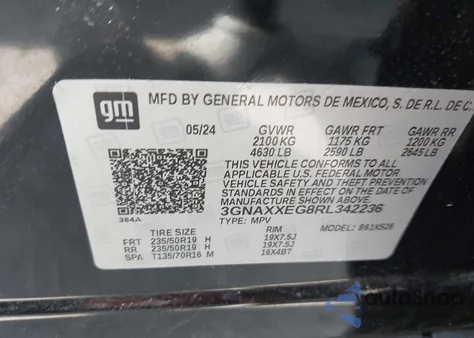 gm
MFD BY GENERAL MOTORS DE MEXICO, S. DE R.L. DE C.
05/24 GVWR GAWR FRT GAWR RR
2100 KG 1175 KG 1200 KG
4630 LB 2590 LB 2645 LB
THIS VEHICLE CONFORMS TO ALL
APPLICABLE U.S. FEDERAL MOTOR
VEHICLE SAFETY AND THEFT PREVENTION
STANDARDS IN EFFECT ON THE DATE OF
MANUFACTURE SHOWN ABOVE.
3GNAXXEG8RL342236
384A
TYPE: MPV
TIRE SIZE RIM MODEL:
FRT 235/50R19 H 19X7.5J
RR 235/50R19 H 19X7.5J
SPA T135/70R16 M 16X4BT
autoSnap